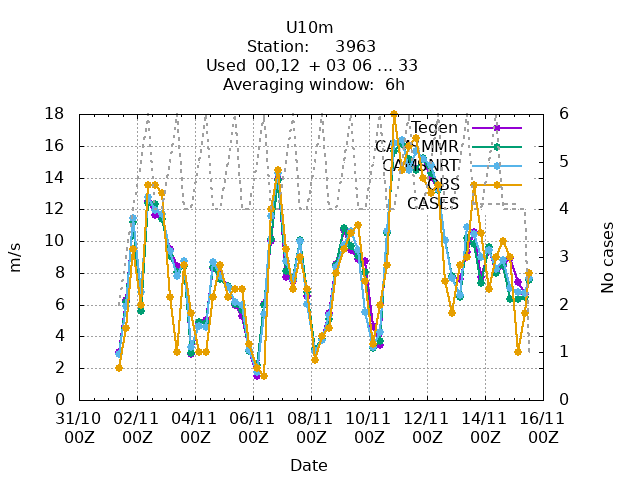 U10m
Station: 3963
Used 00,12 + 03 06 ... 33
Averaging window: 6h
18
16
14
12
10
8
6
4
2
0
6
5
4
3
2
1
0
m/s
No cases
Tegen
CAMSMMR
CAMSNRT
OBS
CASES
31/10 02/11 04/11 06/11 08/11 10/11 12/11 14/11 16/11
00Z 00Z 00Z 00Z 00Z 00Z 00Z 00Z 00Z
Date